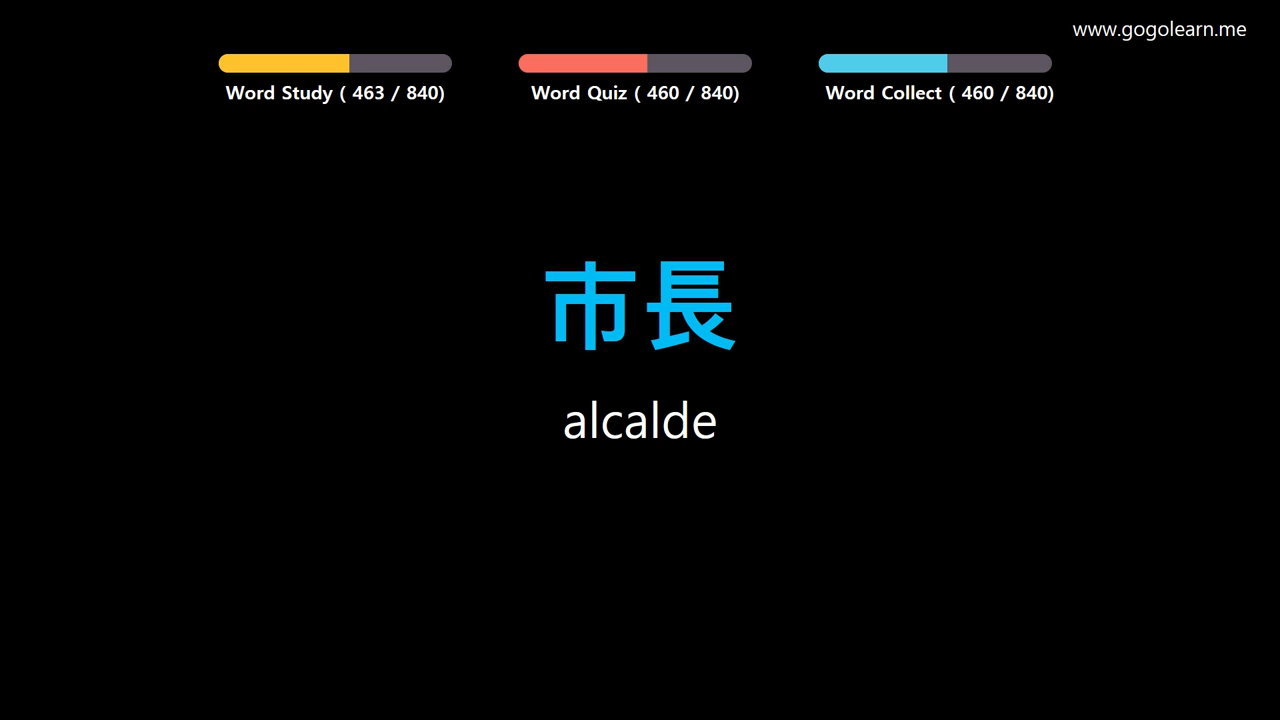 www.gogolearn.me
Word Study ( 463 / 840)
Word Quiz ( 460 / 840)
Word Collect ( 460 / 840)
市長
alcalde